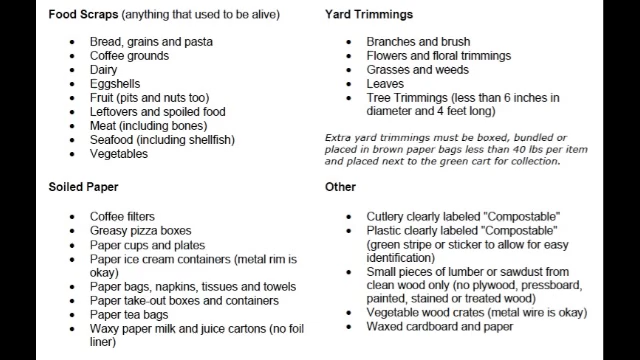 Food Scraps (anything that used to be alive)
• Bread, grains and pasta
• Coffee grounds
• Dairy
• Eggshells
• Fruit (pits and nuts too)
• Leftovers and spoiled food
• Meat (including bones)
• Seafood (including shellfish)
• Vegetables
Yard Trimmings
• Branches and brush
• Flowers and floral trimmings
• Grasses and weeds
• Leaves
• Tree Trimmings (less than 6 inches in
diameter and 4 feet long)
Extra yard trimmings must be boxed, bundled or
placed in brown paper bags less than 40 lbs per item
and placed next to the green cart for collection.
Soiled Paper
• Coffee filters
• Greasy pizza boxes
• Paper cups and plates
• Paper ice cream containers (metal rim is
okay)
• Paper bags, napkins, tissues and towels
• Paper take-out boxes and containers
• Paper tea bags
• Waxy paper milk and juice cartons (no foil
liner)
Other
• Cutlery clearly labeled "Compostable"
• Plastic clearly labeled "Compostable"
(green stripe or sticker to allow for easy
identification)
• Small pieces of lumber or sawdust from
clean wood only (no plywood, pressboard,
painted, stained or treated wood)
• Vegetable wood crates (metal wire is okay)
• Waxed cardboard and paper